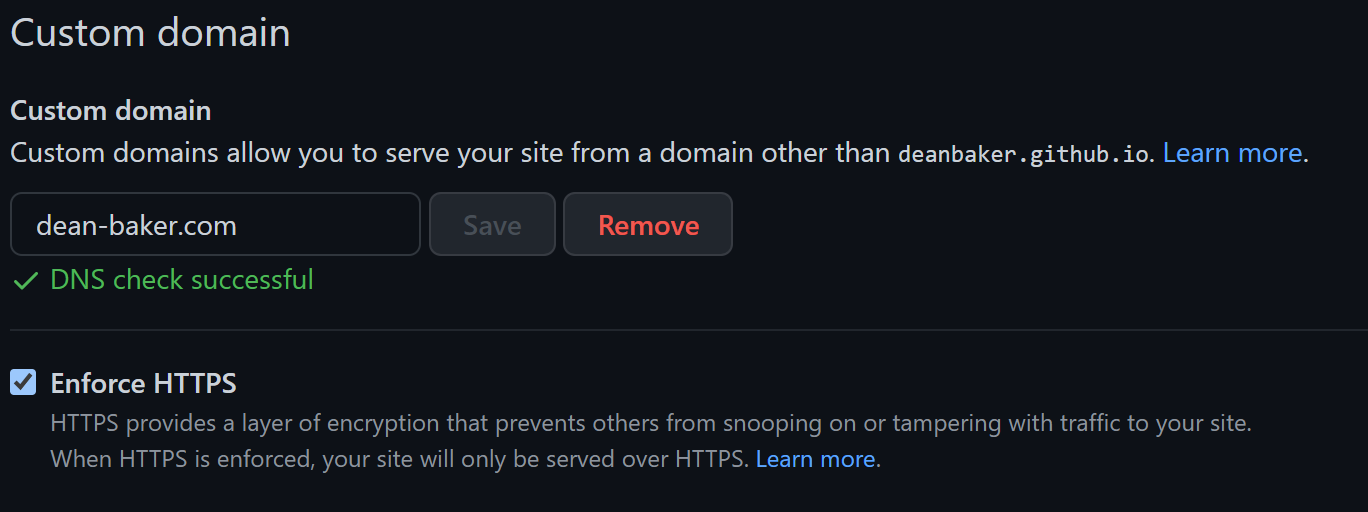 Custom domain
Custom domain
Custom domains allow you to serve your site from a domain other than deanbaker.github.io. Learn more.
dean-baker.com Save Remove
DNS check successful
Enforce HTTPS
HTTPS provides a layer of encryption that prevents others from snooping on or tampering with traffic to your site.
When HTTPS is enforced, your site will only be served over HTTPS. Learn more.